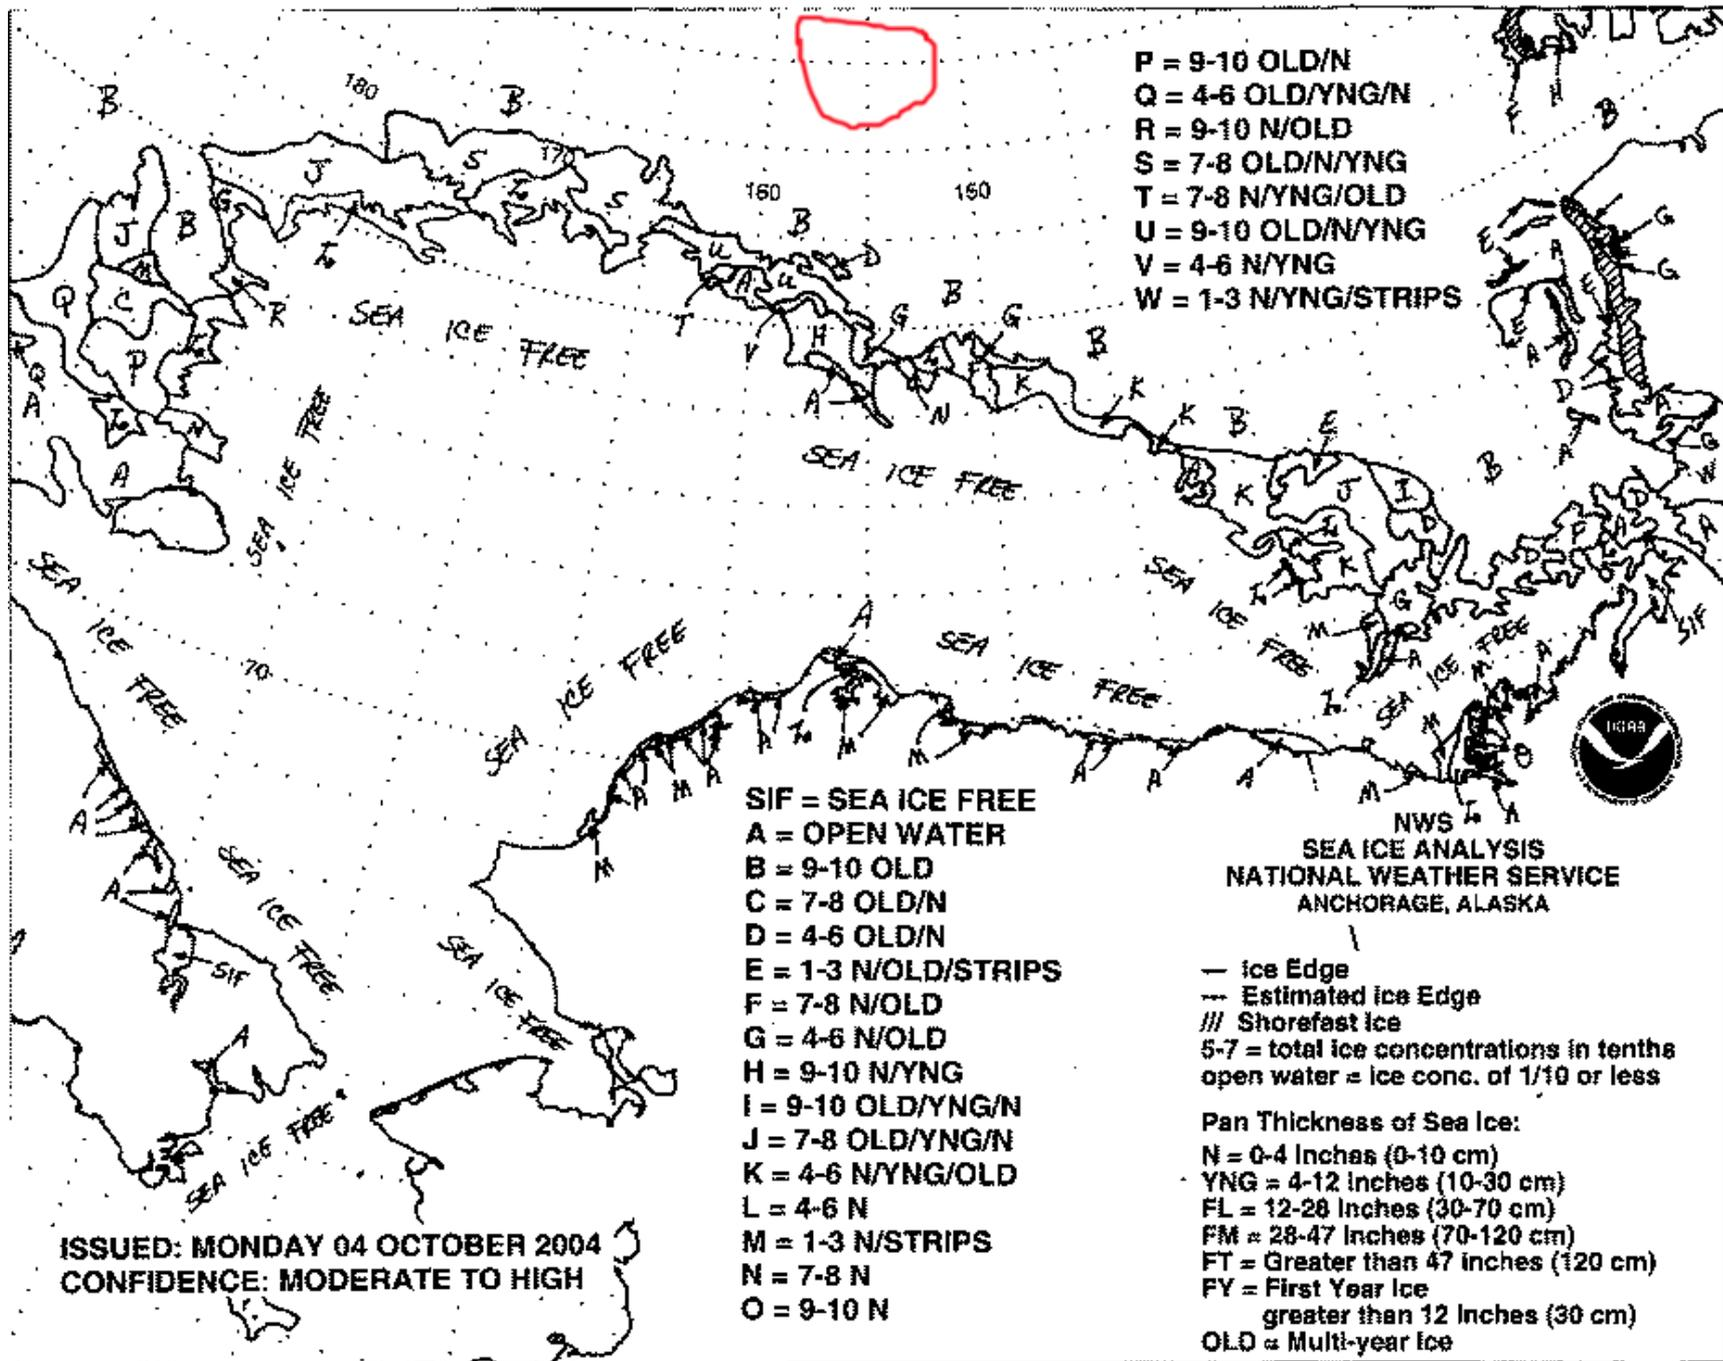 P = 9-10 OLD/N
Q = 4-6 OLD/YNG/N
R = 9-10 N/OLD
S = 7-8 OLD/N/YNG
T = 7-8 N/YNG/OLD
U = 9-10 OLD/N/YNG
V = 4-6 N/YNG
W = 1-3 N/YNG/STRIPS
180
170
160
150
B
B
B
B
B
B
B
B
B
J
S
S
J
Q
C
P
R
T
V
H
G
G
K
K
K
K
E
J
I
SEA ICE FREE
SEA ICE FREE
SEA ICE FREE
SEA ICE FREE
SEA ICE FREE
SEA ICE FREE
SEA ICE FREE
SEA ICE FREE
70
SEA ICE FREE
SEA ICE FREE
SEA ICE FREE
SIF
SIF
NOAA
SIF = SEA ICE FREE
A = OPEN WATER
B = 9-10 OLD
C = 7-8 OLD/N
D = 4-6 OLD/N
E = 1-3 N/OLD/STRIPS
F = 7-8 N/OLD
G = 4-6 N/OLD
H = 9-10 N/YNG
I = 9-10 OLD/YNG/N
J = 7-8 OLD/YNG/N
K = 4-6 N/YNG/OLD
L = 4-6 N
M = 1-3 N/STRIPS
N = 7-8 N
O = 9-10 N
NWS
SEA ICE ANALYSIS
NATIONAL WEATHER SERVICE
ANCHORAGE, ALASKA
— Ice Edge
--- Estimated Ice Edge
/// Shorefast Ice
5-7 = total ice concentrations in tenths
open water = ice conc. of 1/10 or less
Pan Thickness of Sea Ice:
N = 0-4 Inches (0-10 cm)
YNG = 4-12 Inches (10-30 cm)
FL = 12-28 Inches (30-70 cm)
FM = 28-47 Inches (70-120 cm)
FT = Greater than 47 inches (120 cm)
FY = First Year Ice
greater than 12 Inches (30 cm)
OLD = Multi-year Ice
ISSUED: MONDAY 04 OCTOBER 2004
CONFIDENCE: MODERATE TO HIGH